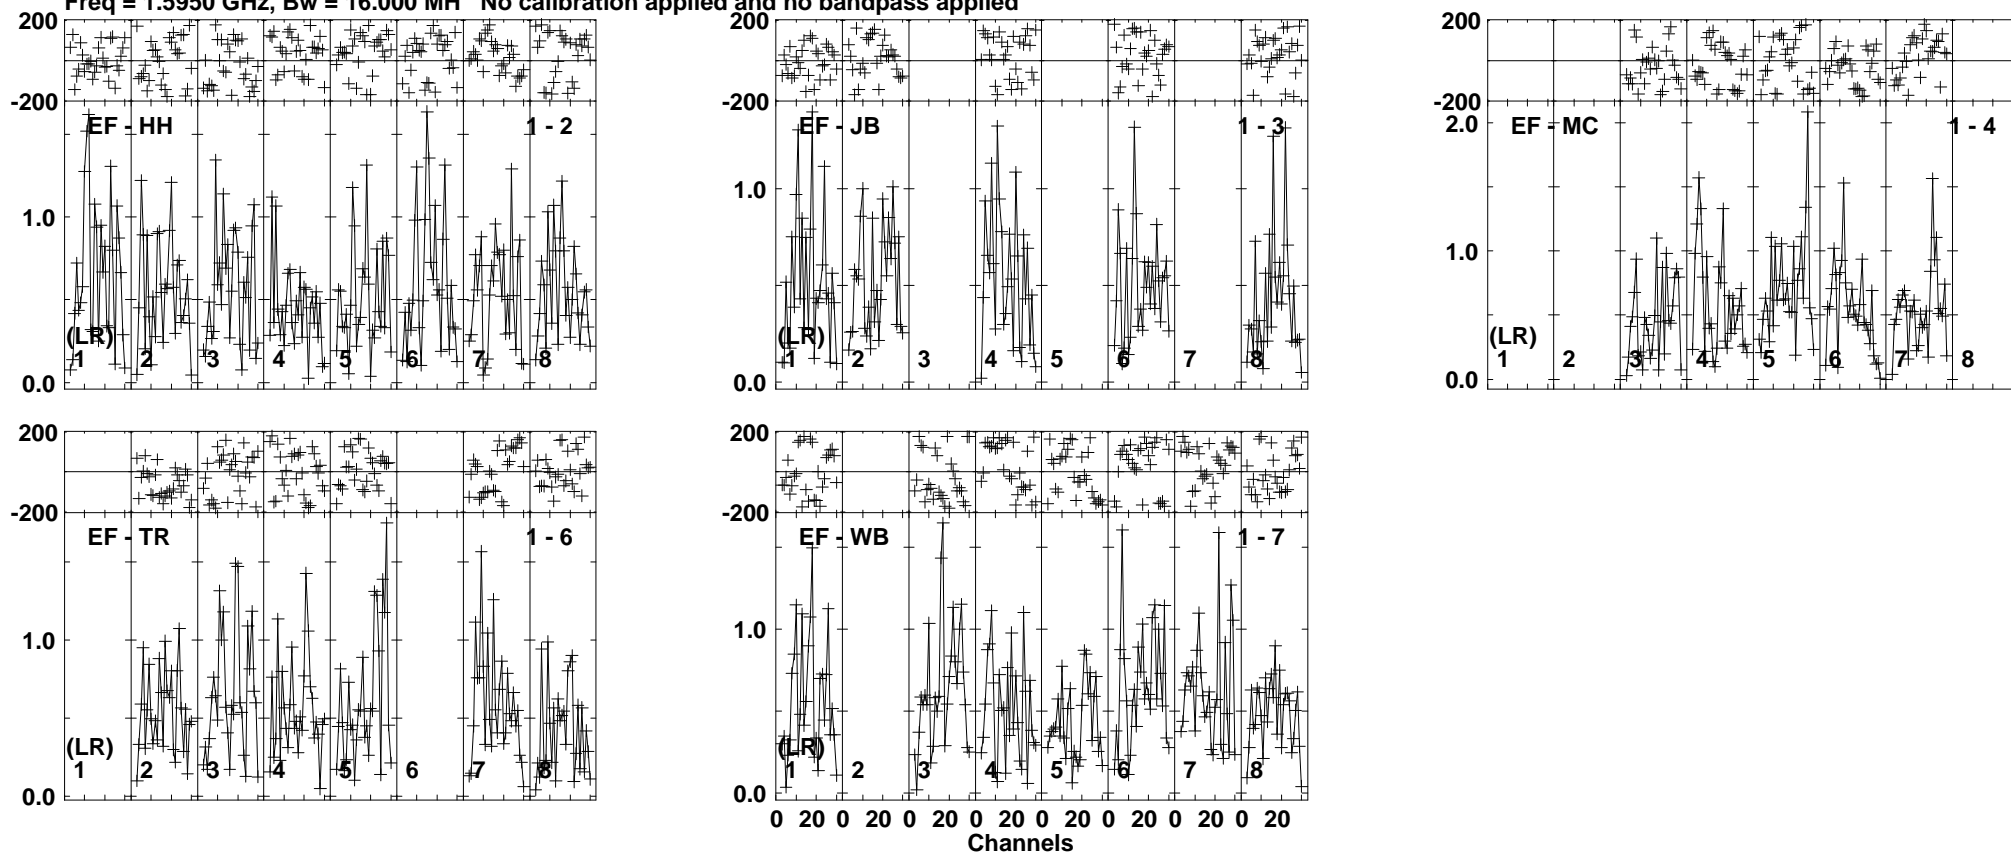 Freq = 1.5950 GHz, Bw = 16.000 MH No calibration applied and no bandpass applied
200
-200
EF - HH
1 - 2
1.0
0.0
(LR)
1 2 3 4 5 6 7 8
200
-200
EF - JB
1 - 3
1.0
0.0
(LR)
1 2 3 4 5 6 7 8
200
-200
2.0
EF - MC
1 - 4
1.0
0.0
(LR)
1 2 3 4 5 6 7 8
200
-200
EF - TR
1 - 6
1.0
0.0
(LR)
1 2 3 4 5 6 7 8
200
-200
EF - WB
1 - 7
1.0
0.0
(LR)
1 2 3 4 5 6 7 8
0 20 0 20 0 20 0 20 0 20 0 20 0 20 0 20
Channels